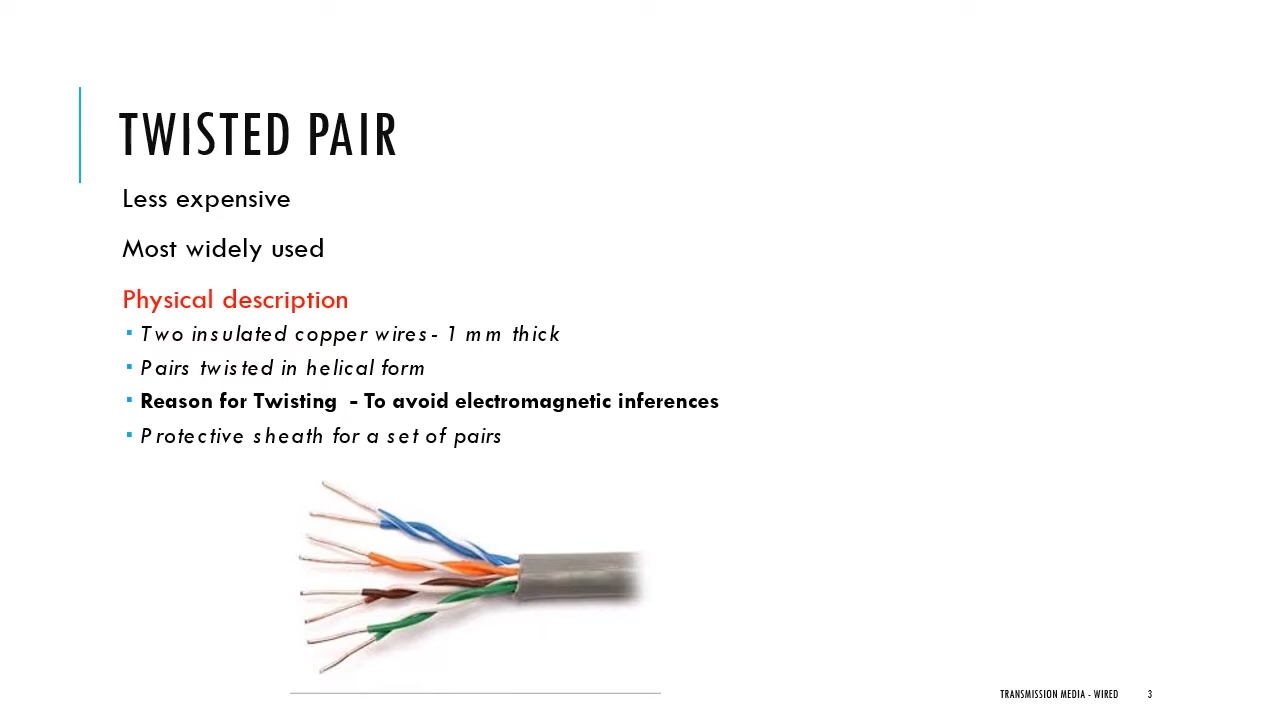 TWISTED PAIR
Less expensive
Most widely used
Physical description
▪ Two insulated copper wires- 1 mm thick
▪ Pairs twisted in helical form
▪ Reason for Twisting - To avoid electromagnetic inferences
▪ Protective sheath for a set of pairs
TRANSMISSION MEDIA - WIRED 3